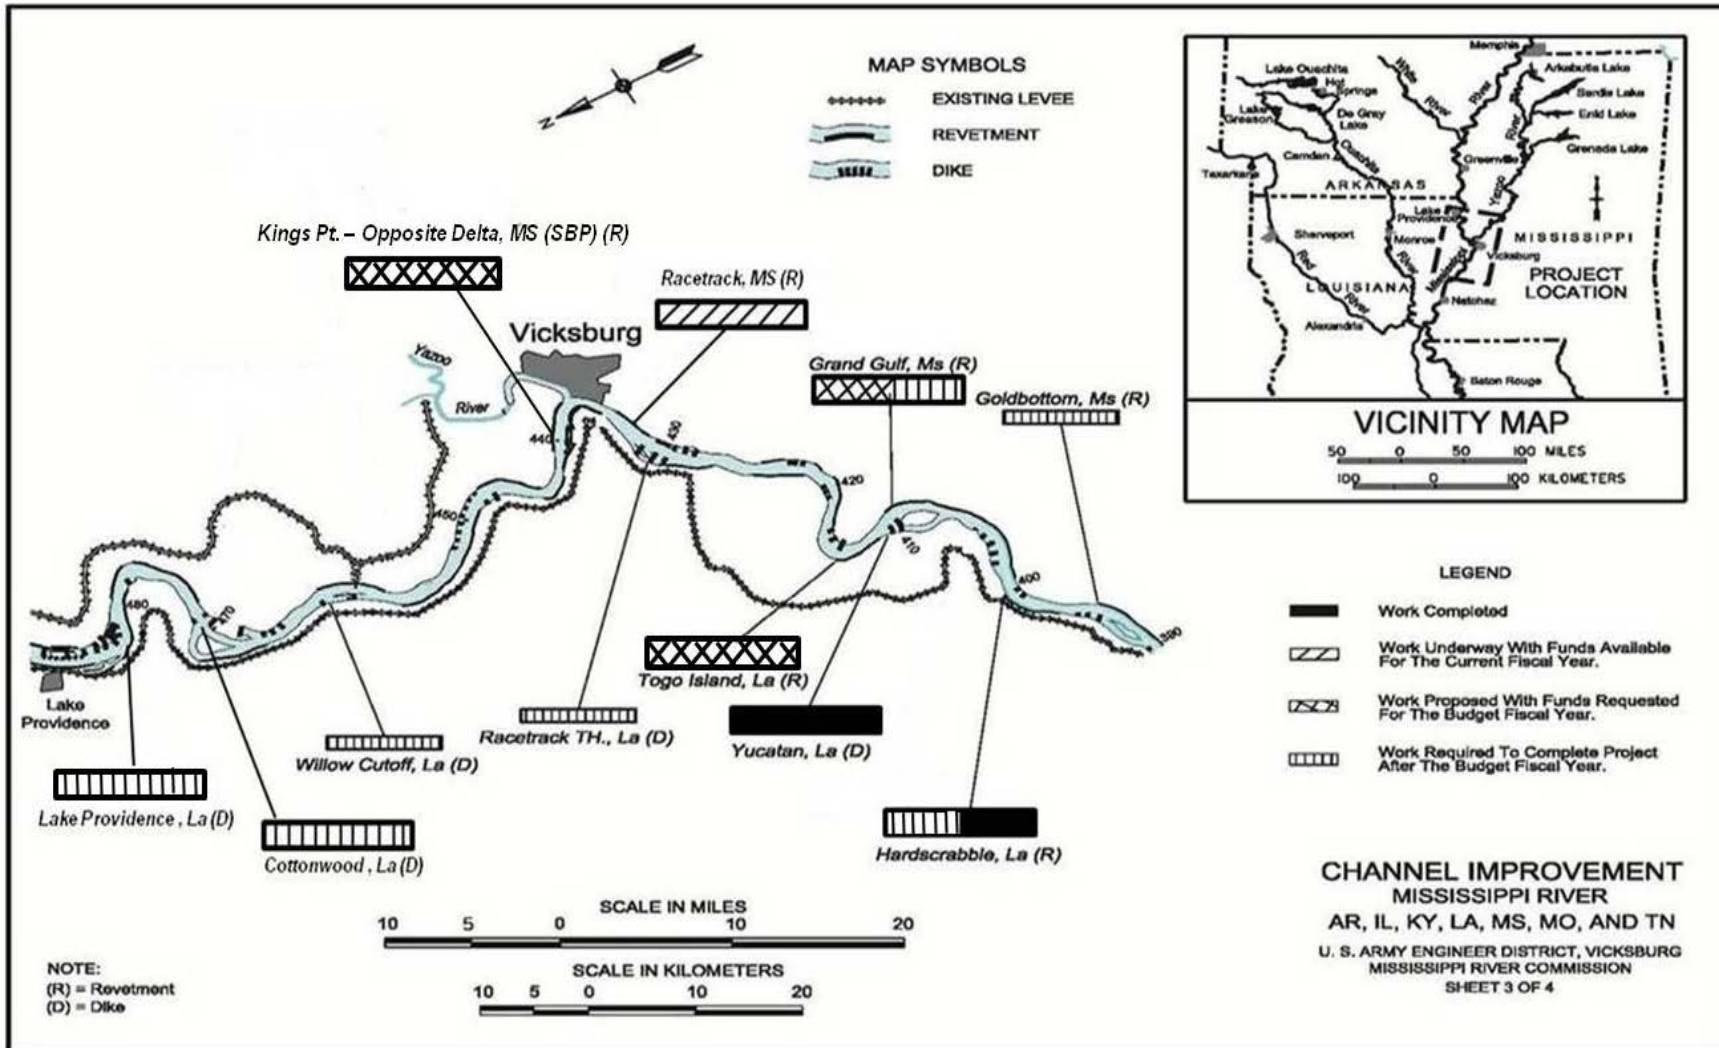 N
MAP SYMBOLS
EXISTING LEVEE
REVETMENT
DIKE
Kings Pt. – Opposite Delta, MS (SBP) (R)
Racetrack, MS (R)
Vicksburg
Yazoo
River
Grand Gulf, Ms (R)
Goldbottom, Ms (R)
440
430
420
450
460
410
400
390
480
470
Lake
Providence
Togo Island, La (R)
Racetrack TH., La (D)
Yucatan, La (D)
Willow Cutoff, La (D)
Lake Providence , La (D)
Cottonwood , La (D)
Hardscrabble, La (R)
SCALE IN MILES
10 5 0 10 20
SCALE IN KILOMETERS
10 5 0 10 20
NOTE:
(R) = Revetment
(D) = Dike
Memphis
Lake Ouachita
Hot
Springs
White
River
River
Arkabutla Lake
Sardis Lake
Enid Lake
Grenada Lake
Lake
Greeson
De Gray
Lake
River
Camden
Ouachita
Greenville
Texarkana
ARKANSAS
Yazoo
Lake
Providence
Shreveport
Monroe
MISSISSIPPI
Vicksburg
Red
River
River
Mississippi
LOUISIANA
PROJECT
LOCATION
Natchez
Alexandria
Baton Rouge
VICINITY MAP
50 0 50 100 MILES
100 0 100 KILOMETERS
LEGEND
Work Completed
Work Underway With Funds Available
For The Current Fiscal Year.
Work Proposed With Funds Requested
For The Budget Fiscal Year.
Work Required To Complete Project
After The Budget Fiscal Year.
CHANNEL IMPROVEMENT
MISSISSIPPI RIVER
AR, IL, KY, LA, MS, MO, AND TN
U. S. ARMY ENGINEER DISTRICT, VICKSBURG
MISSISSIPPI RIVER COMMISSION
SHEET 3 OF 4